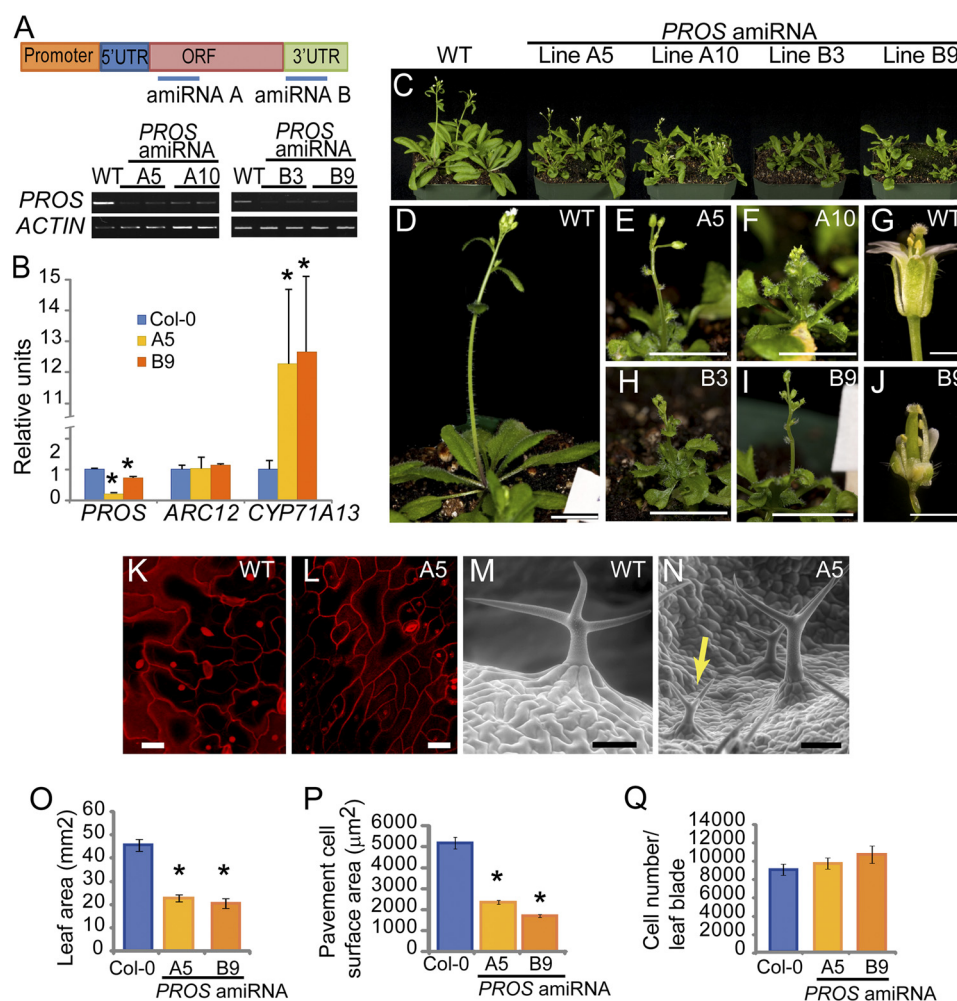 A
Promoter 5'UTR ORF 3'UTR
amiRNA A amiRNA B
PROS amiRNA PROS amiRNA
WT A5 A10 WT B3 B9
PROS
ACTIN
B
Relative units
15
14
13
12
11
2
1
0
Col-0
A5
B9
* * * *
PROS ARC12 CYP71A13
PROS amiRNA
WT Line A5 Line A10 Line B3 Line B9
C
D WT
E A5
F A10
G WT
H B3
I B9
J B9
K WT
L A5
M WT
N A5
O
Leaf area (mm2)
60
50
40
30
20
10
0
* *
Col-0 A5 B9
PROS amiRNA
P
Pavement cell surface area (µm2)
6000
5000
4000
3000
2000
1000
0
* *
Col-0 A5 B9
PROS amiRNA
Q
Cell number/ leaf blade
14000
12000
10000
8000
6000
4000
2000
0
Col-0 A5 B9
PROS amiRNA